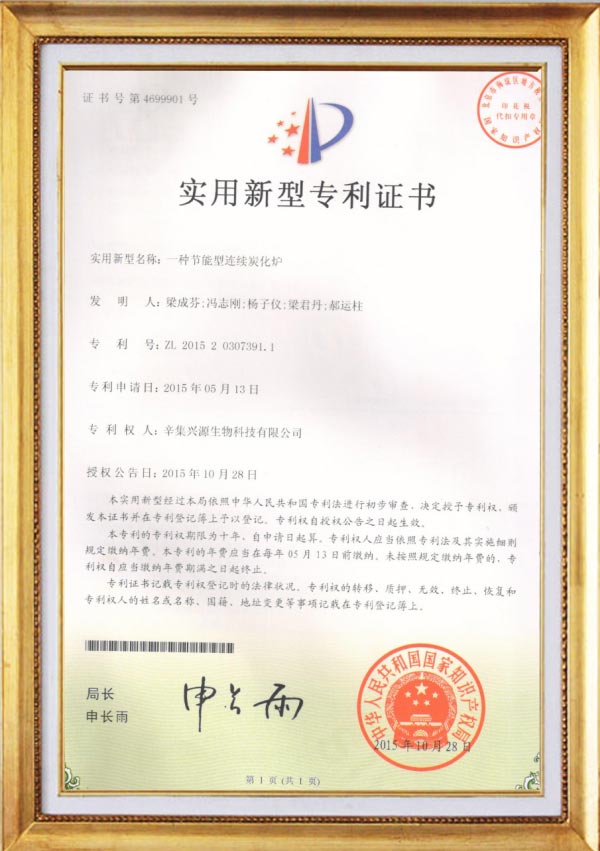 证书号第4699901号
印花税
代扣专用章
实用新型专利证书
实用新型名称：一种节能型连续炭化炉
发明人：梁成芬;冯志刚;杨子仪;梁君丹;郝运柱
专利号：ZL 2015 2 0307391.1
专利申请日：2015年05月13日
专利权人：辛集兴源生物科技有限公司
授权公告日：2015年10月28日
本实用新型经过本局依照中华人民共和国专利法进行初步审查，决定授予专利权，颁
发本证书并在专利登记簿上予以登记。专利权自授权公告之日起生效。
本专利的专利权期限为十年，自申请日起算。专利权人应当依照专利法及其实施细则
规定缴纳年费。本专利的年费应当在每年05月13日前缴纳。未按照规定缴纳年费的，专
利权自应当缴纳年费期满之日起终止。
专利证书记载专利权登记时的法律状况。专利权的转移、质押、无效、终止、恢复和
专利权人的姓名或名称、国籍、地址变更等事项记载在专利登记簿上。
局长
申长雨
申长雨
中华人民共和国国家知识产权局
2015年10月28日
第1页(共1页)